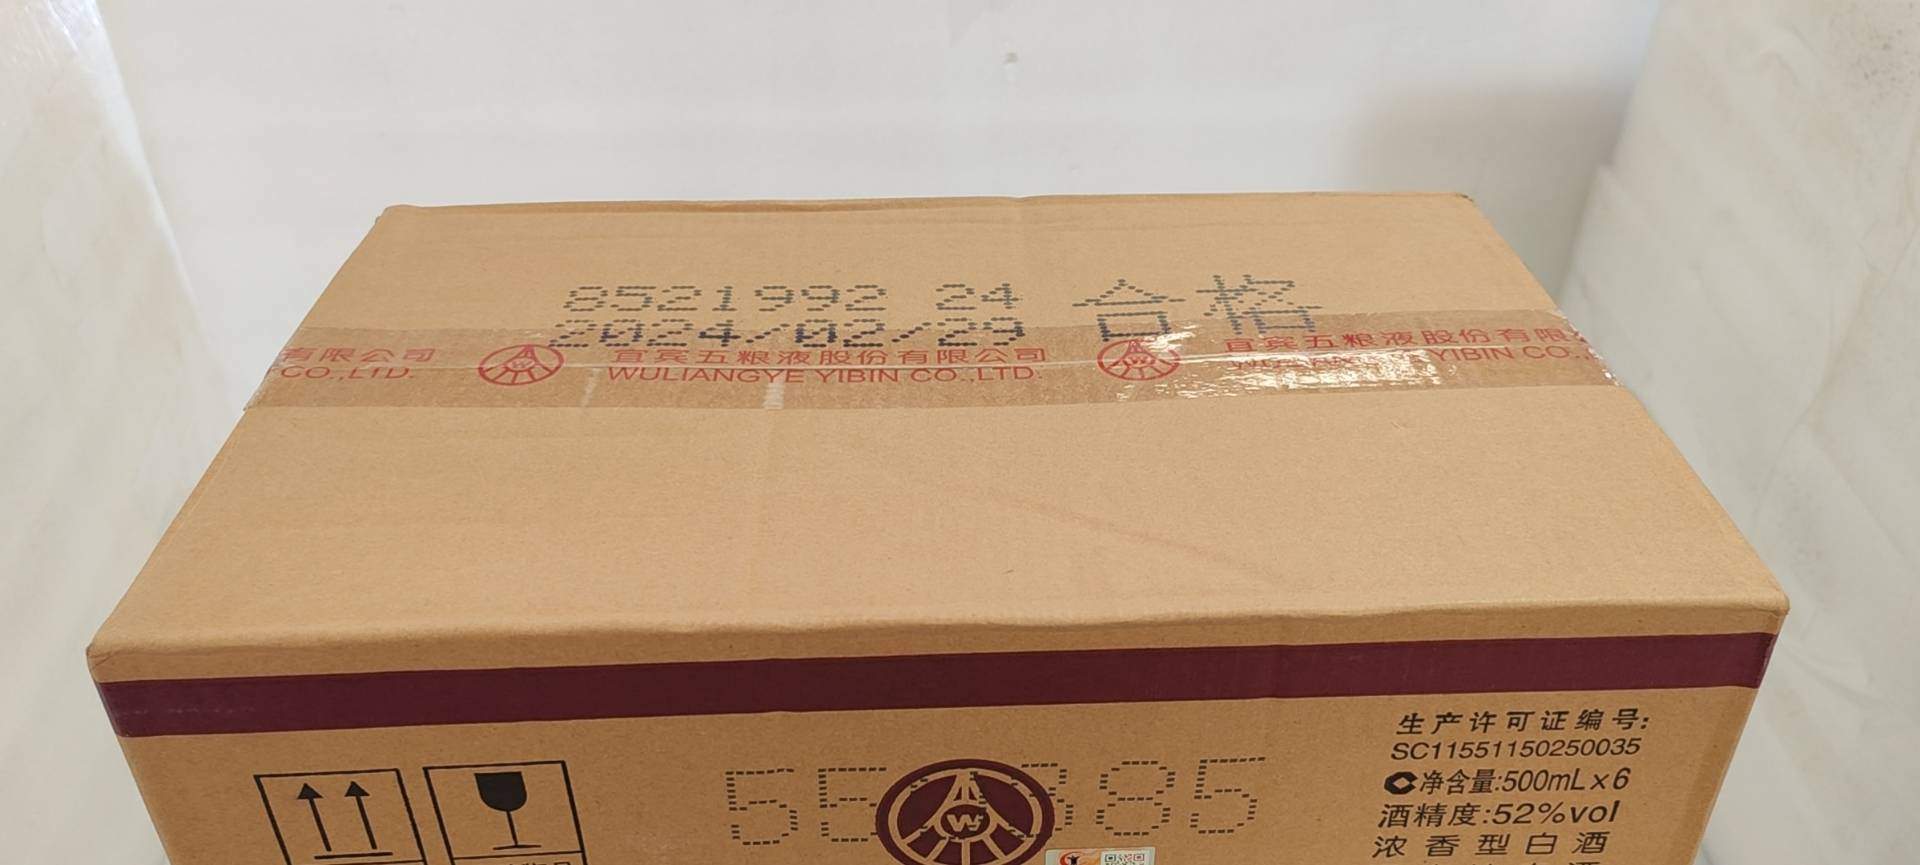 8521992 24 合格
2024/02/29
有限公司 宜宾五粮液股份有限公司 宜宾五粮液股份有限
CO.,LTD. WULIANGYE YIBIN CO.,LTD. WULIANGYE YIBIN CO.,
生产许可证编号:
SC11551150250035
净含量:500mL×6
酒精度:52%vol
浓香型白酒
385
W